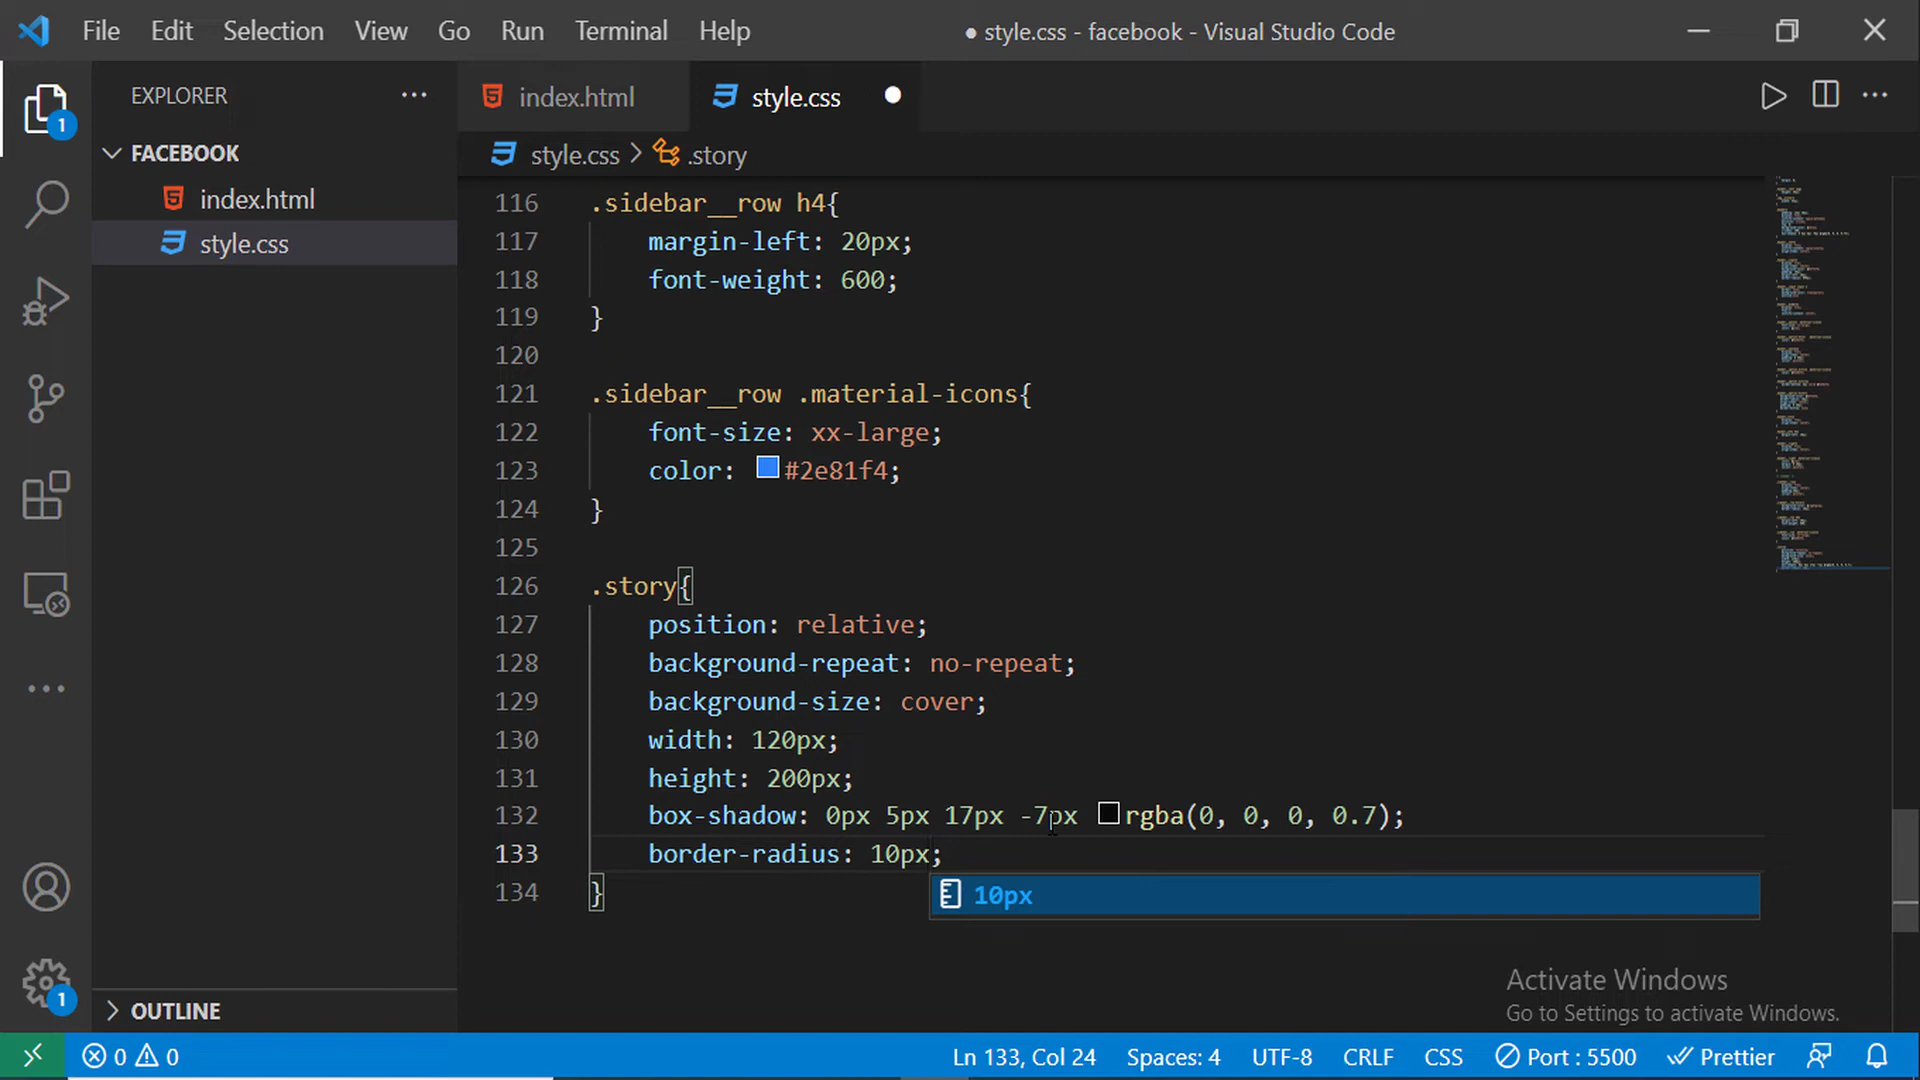 File Edit Selection View Go Run Terminal Help
● style.css - facebook - Visual Studio Code
EXPLORER
1
FACEBOOK
index.html
style.css
OUTLINE
1
index.html
style.css
style.css > .story
116 .sidebar__row h4{
117 margin-left: 20px;
118 font-weight: 600;
119 }
120
121 .sidebar__row .material-icons{
122 font-size: xx-large;
123 color: #2e81f4;
124 }
125
126 .story{
127 position: relative;
128 background-repeat: no-repeat;
129 background-size: cover;
130 width: 120px;
131 height: 200px;
132 box-shadow: 0px 5px 17px -7px rgba(0, 0, 0, 0.7);
133 border-radius: 10px;
134 }
10px
Activate Windows
Go to Settings to activate Windows.
0 0 Ln 133, Col 24 Spaces: 4 UTF-8 CRLF CSS Port : 5500 Prettier